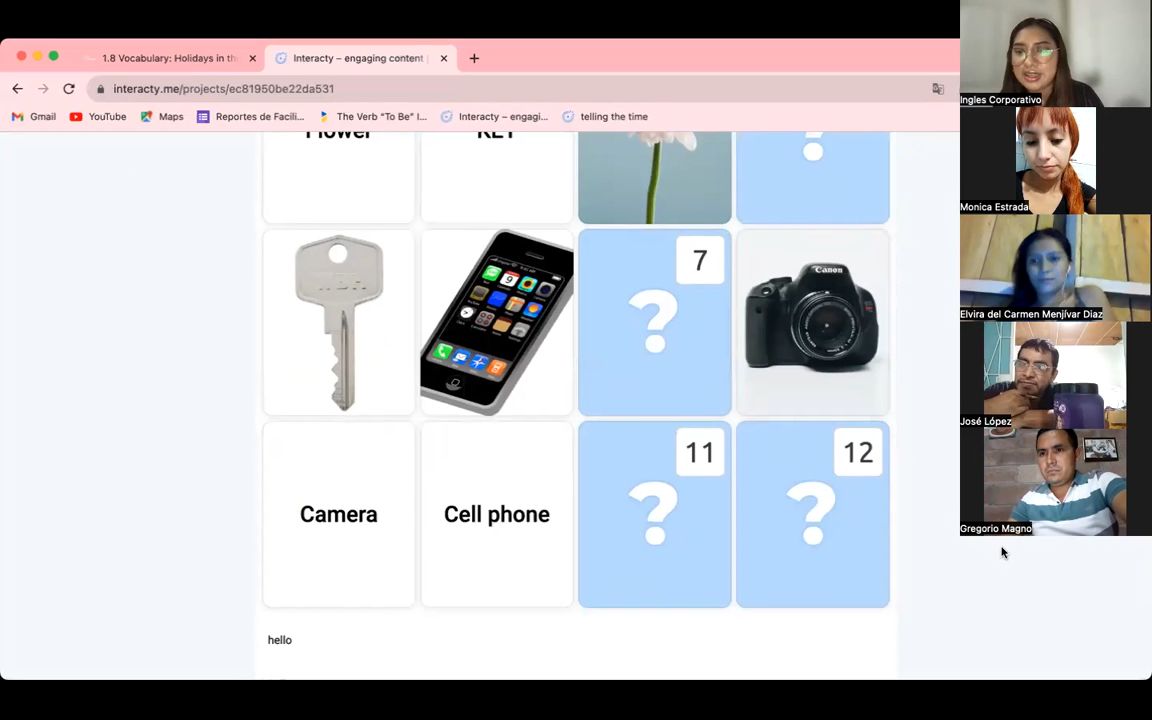 1.8 Vocabulary: Holidays in th
Interacty – engaging content |
interacty.me/projects/ec81950be22da531
Gmail
YouTube
Maps
Reportes de Facili...
The Verb "To Be" I...
Interacty – engagi...
telling the time
Flower
KEY
7
Canon
9
Camera
Cell phone
11
12
hello
Ingles Corporativo
Monica Estrada
Elvira del Carmen Menjívar Diaz
José López
Gregorio Magno